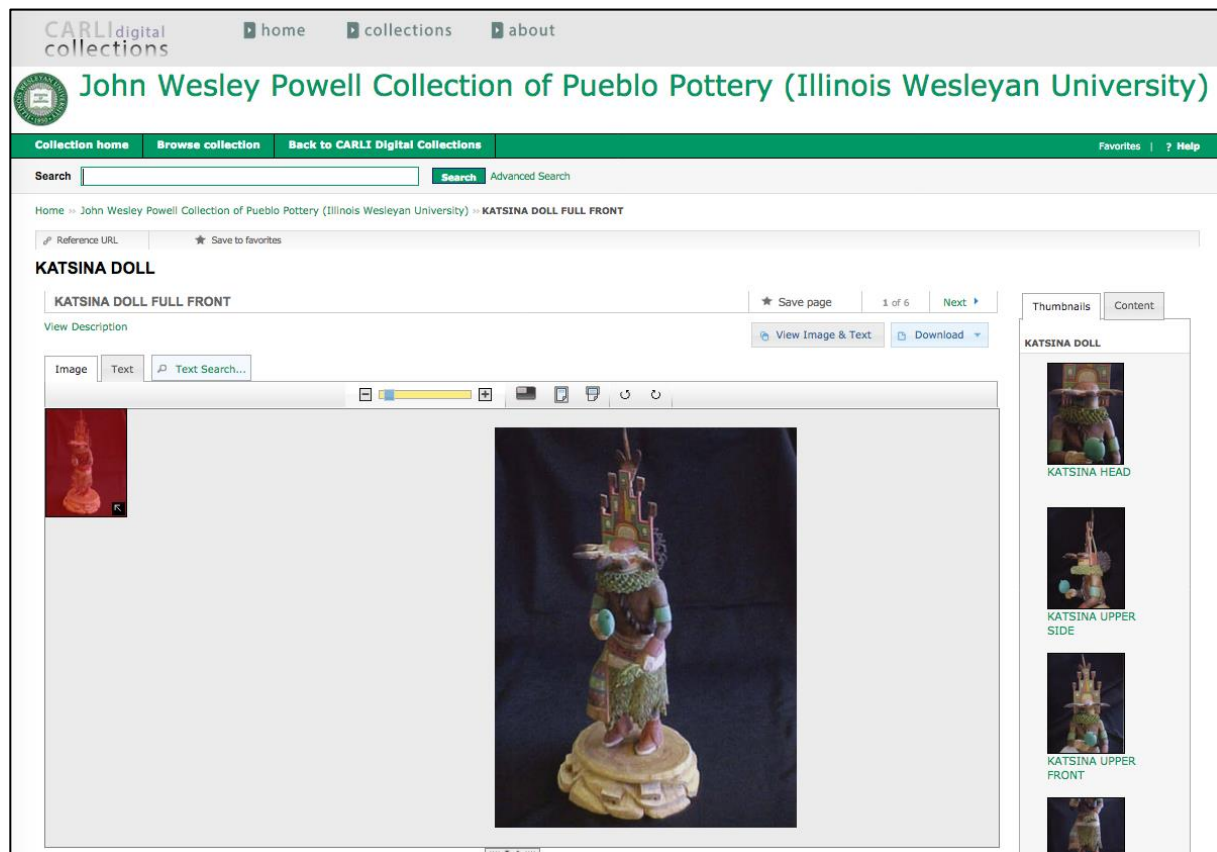 CARLI digital collections
home
collections
about
John Wesley Powell Collection of Pueblo Pottery (Illinois Wesleyan University)
Collection home
Browse collection
Back to CARLI Digital Collections
Favorites | ? Help
Search
Search
Advanced Search
Home » John Wesley Powell Collection of Pueblo Pottery (Illinois Wesleyan University) » KATSINA DOLL FULL FRONT
Reference URL
Save to favorites
KATSINA DOLL
KATSINA DOLL FULL FRONT
Save page
1 of 6
Next
View Description
View Image & Text
Download
Image
Text
Text Search...
Thumbnails
Content
KATSINA DOLL
KATSINA HEAD
KATSINA UPPER
SIDE
KATSINA UPPER
FRONT